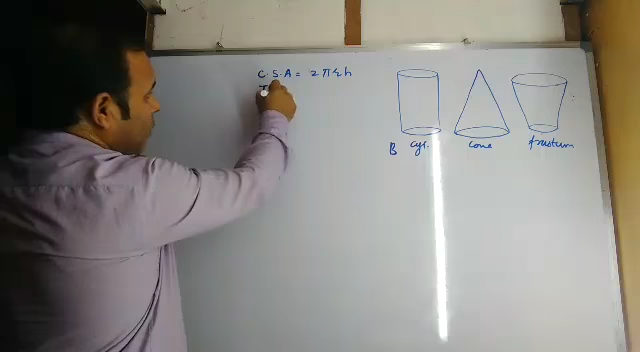 C.S.A = 2πrh
T
B cyl. cone frustum